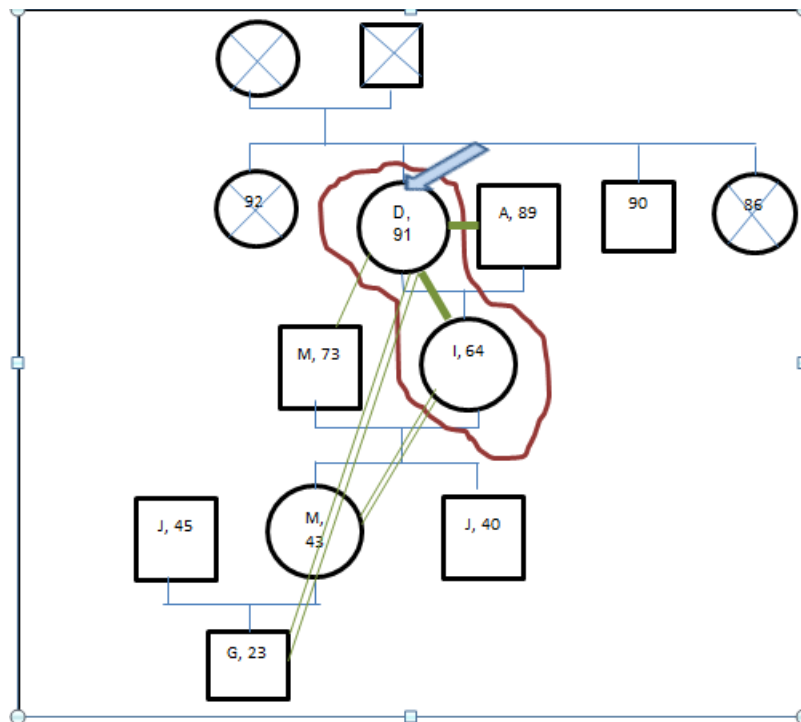 92
D,
91
A, 89
90
86
M, 73
I, 64
J, 45
M,
43
J, 40
G, 23